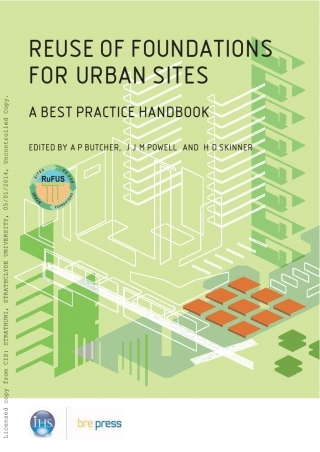 REUSE OF FOUNDATIONS
FOR URBAN SITES
A BEST PRACTICE HANDBOOK
EDITED BY A P BUTCHER, J J M POWELL AND H D SKINNER
RuFUS
Licensed copy from CIS: STRATHUNI, STRATHCLYDE UNIVERSITY, 05/01/2014, Uncontrolled Copy.
IHS
bre press